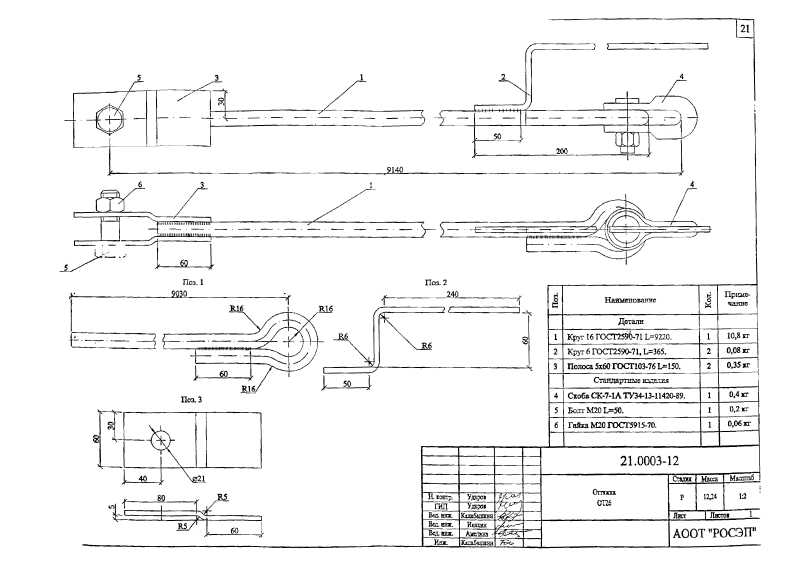 21
5
3
1
2
4
30
50
200
9140
6
3
1
4
5
60
Поз. 1
9030
R16
R16
60
R16
Поз. 2
240
R6
R6
60
50
Поз. 3
60
30
40
⌀21
80
R5
5
R5
60
Поз. Наименование Кол. Приме-
чание
Детали
1 Круг 16 ГОСТ2590-71 L=9220. 1 10,8 кг
2 Круг 6 ГОСТ2590-71, L=365. 2 0,08 кг
3 Полоса 5х60 ГОСТ103-76 L=150. 2 0,35 кг
Стандартные изделия
4 Скоба СК-7-1А ТУ34-13-11420-89. 1 0,4 кг
5 Болт М20 L=50. 1 0,2 кг
6 Гайка М20 ГОСТ5915-70. 1 0,06 кг
21.0003-12
Оттяжка
ОТ26
Стадия Масса Масштаб
Р 12,24 1:2
Лист Листов 1
АООТ "РОСЭП"
Н. контр. Ударов
ГИП Ударов
Вед. инж. Калабашкин
Вед. инж.
Вед. инж. Амелина
Инж. Калабашкин